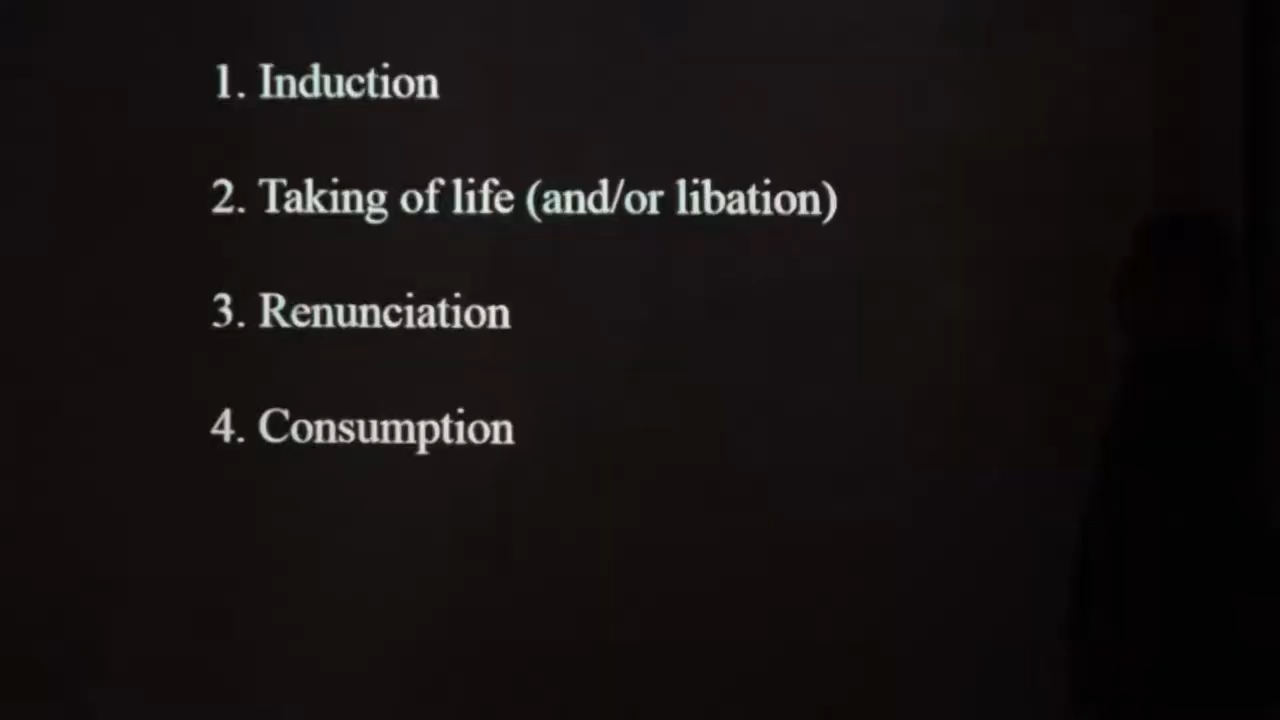 1. Induction
2. Taking of life (and/or libation)
3. Renunciation
4. Consumption